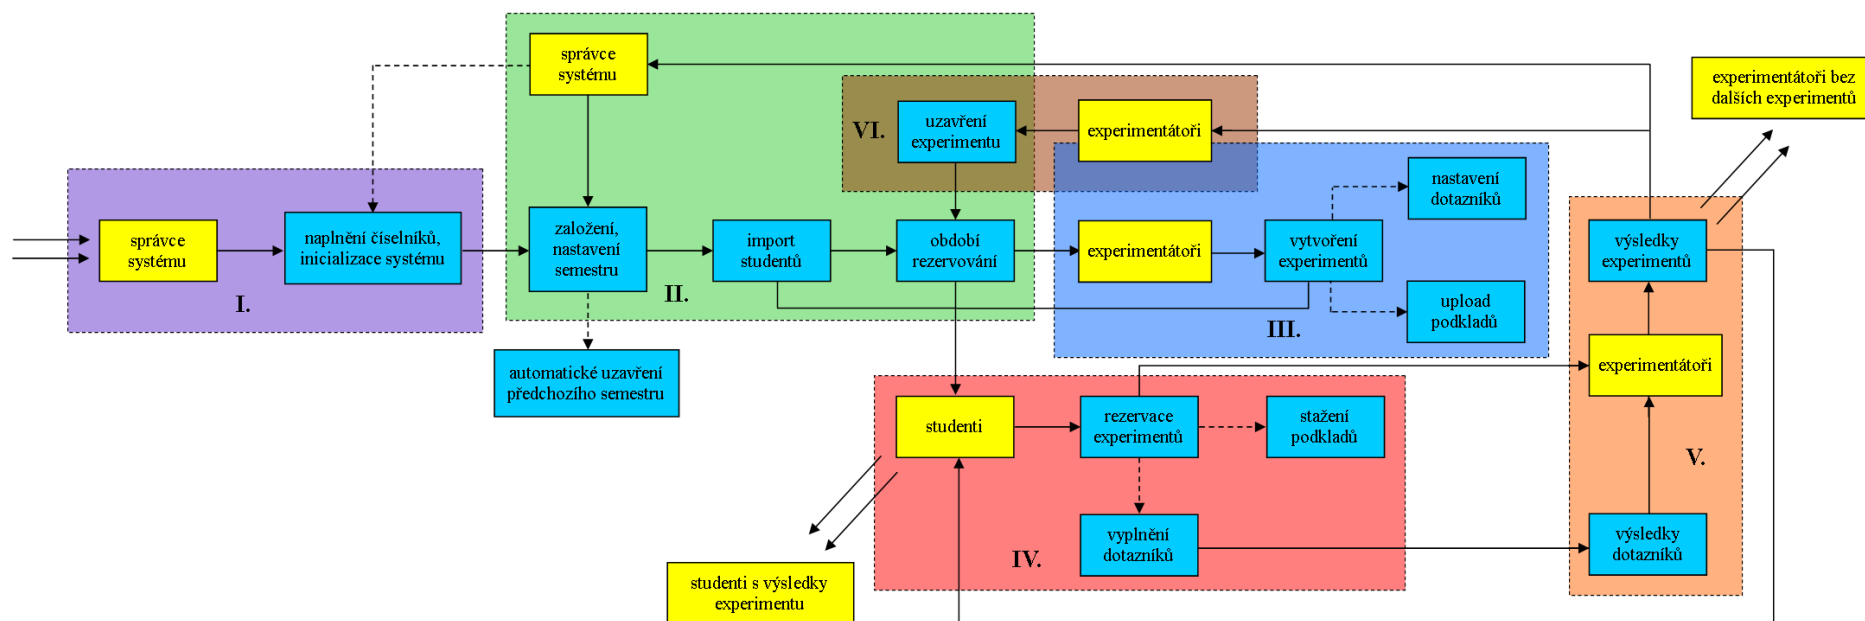 správce
systému
experimentátoři bez
dalších experimentů
VI.
uzavření
experimentu
experimentátoři
nastavení
dotazníků
správce
systému
naplnění číselníků,
inicializace systému
založení,
nastavení
semestru
import
studentů
období
rezervování
experimentátoři
vytvoření
experimentů
výsledky
experimentů
I.
II.
III.
upload
podkladů
automatické uzavření
předchozího semestru
experimentátoři
studenti
rezervace
experimentů
stažení
podkladů
V.
IV.
vyplnění
dotazníků
výsledky
dotazníků
studenti s výsledky
experimentu